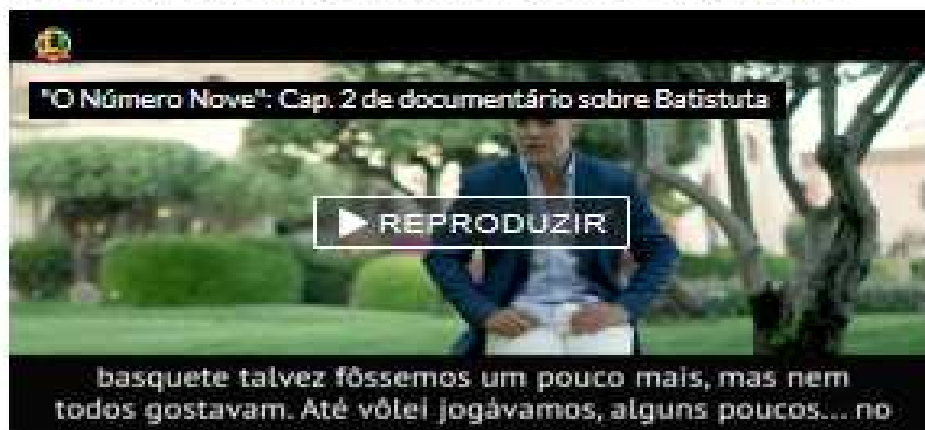 "O Número Nove": Cap. 2 de documentário sobre Batistuta
REPRODUZIR
basquete talvez fôssemos um pouco mais, mas nem
todos gostavam. Até vôlei jogávamos, alguns poucos... no